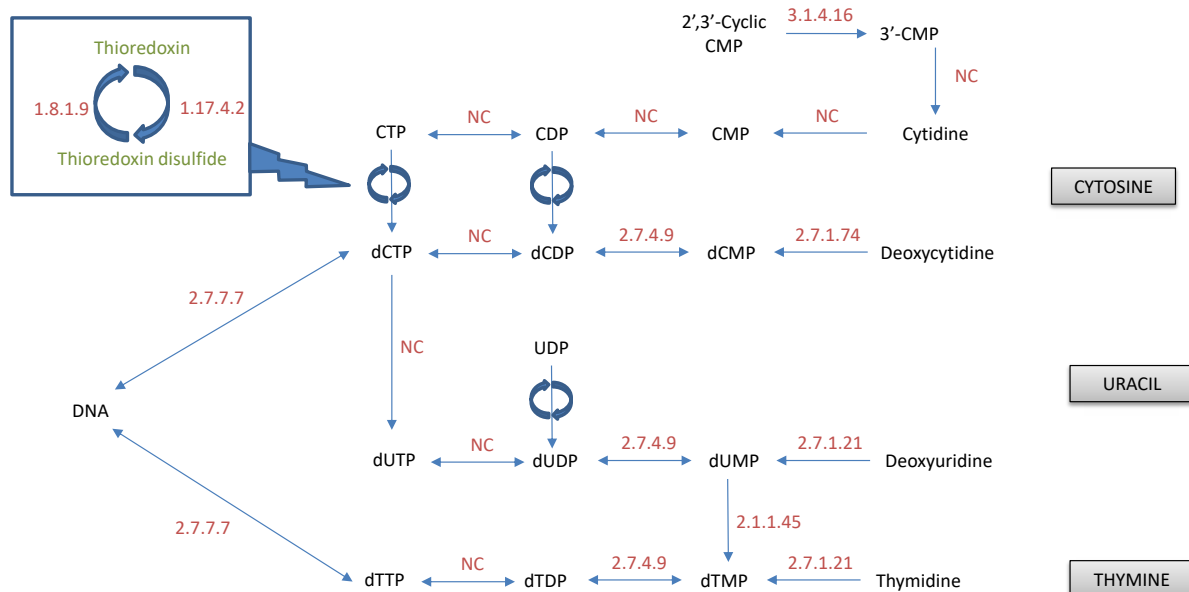 2’,3’-Cyclic
CMP
3.1.4.16
3’-CMP
Thioredoxin
NC
1.8.1.9
1.17.4.2
Thioredoxin disulfide
CTP
NC
CDP
NC
CMP
NC
Cytidine
CYTOSINE
dCTP
NC
dCDP
2.7.4.9
dCMP
2.7.1.74
Deoxycytidine
2.7.7.7
NC
UDP
URACIL
DNA
dUTP
NC
dUDP
2.7.4.9
dUMP
2.7.1.21
Deoxyuridine
2.7.7.7
2.1.1.45
dTTP
NC
dTDP
2.7.4.9
dTMP
2.7.1.21
Thymidine
THYMINE